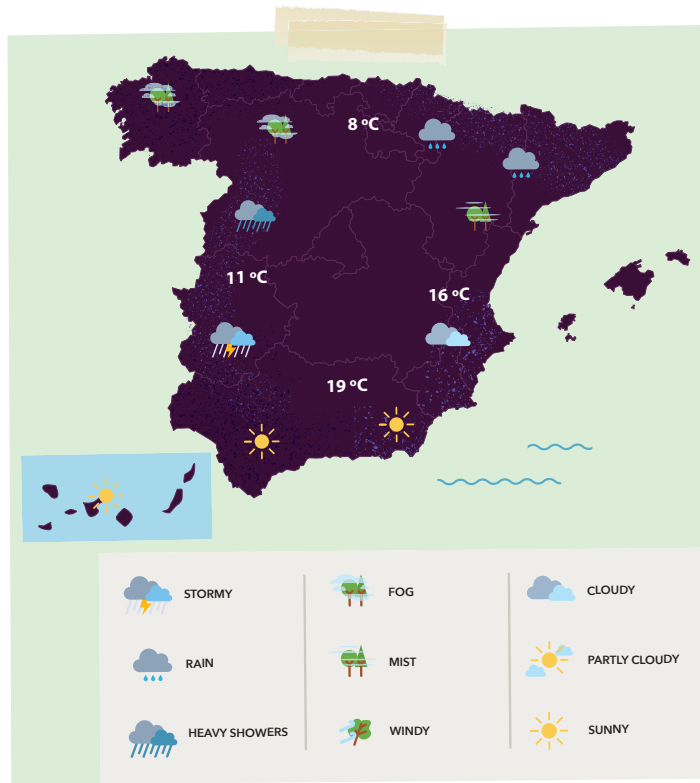 8 ºC
11 ºC
16 ºC
19 ºC
STORMY
FOG
CLOUDY
RAIN
MIST
PARTLY CLOUDY
HEAVY SHOWERS
WINDY
SUNNY